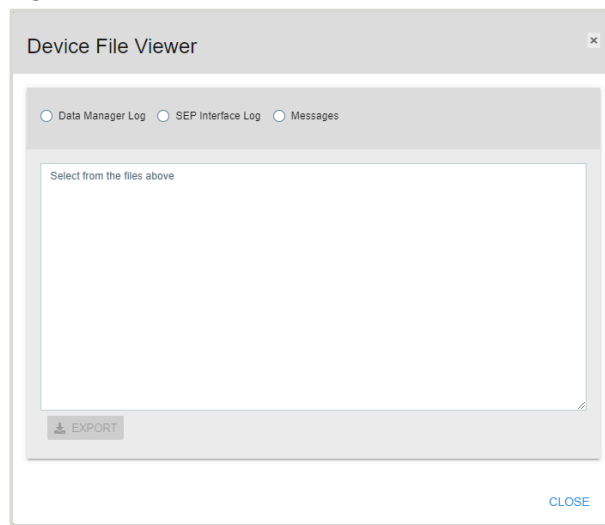 Device File Viewer
Data Manager Log SEP Interface Log Messages
Select from the files above
EXPORT
CLOSE